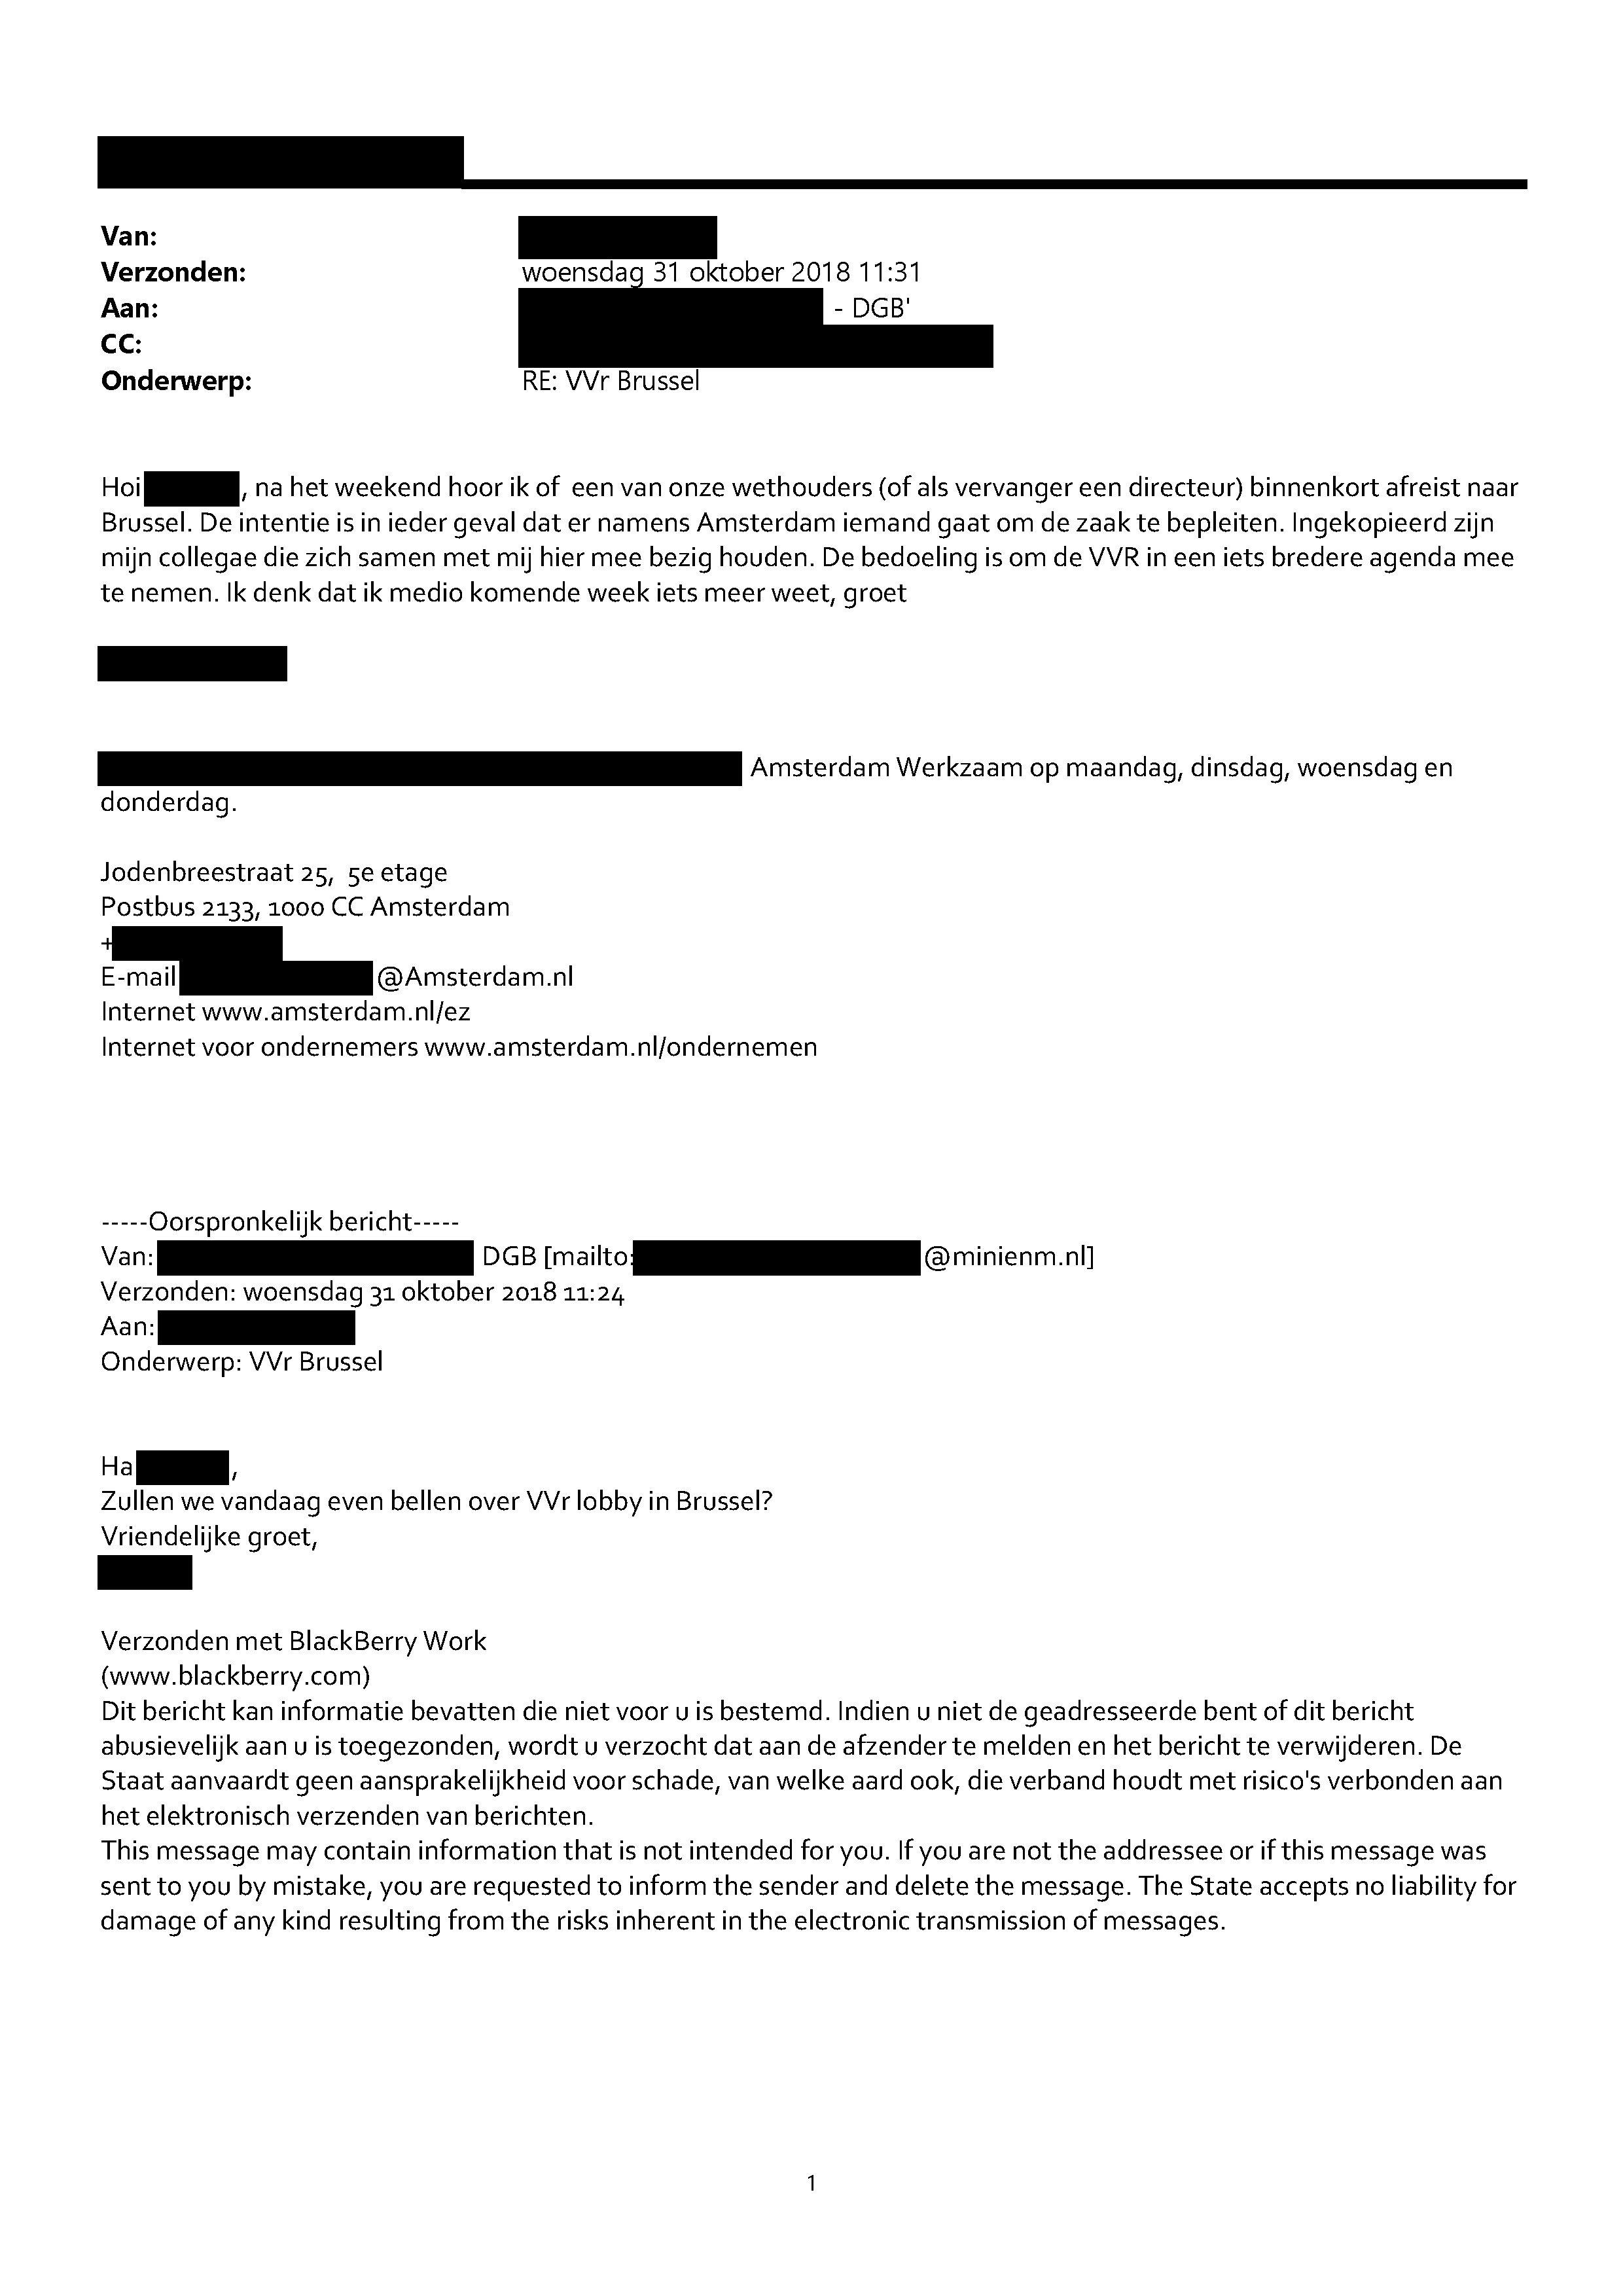 Van:
Verzonden: woensdag 31 oktober 2018 11:31
Aan: - DGB'
CC:
Onderwerp: RE: VVr Brussel
Hoi , na het weekend hoor ik of  een van onze wethouders (of als vervanger een directeur) binnenkort afreist naar
Brussel. De intentie is in ieder geval dat er namens Amsterdam iemand gaat om de zaak te bepleiten. Ingekopieerd zijn
mijn collegae die zich samen met mij hier mee bezig houden. De bedoeling is om de VVR in een iets bredere agenda mee
te nemen. Ik denk dat ik medio komende week iets meer weet, groet
Amsterdam Werkzaam op maandag, dinsdag, woensdag en
donderdag.
Jodenbreestraat 25,  5e etage
Postbus 2133, 1000 CC Amsterdam
+
E-mail @Amsterdam.nl
Internet www.amsterdam.nl/ez
Internet voor ondernemers www.amsterdam.nl/ondernemen
-----Oorspronkelijk bericht-----
Van: DGB [mailto: @minienm.nl]
Verzonden: woensdag 31 oktober 2018 11:24
Aan:
Onderwerp: VVr Brussel
Ha ,
Zullen we vandaag even bellen over VVr lobby in Brussel?
Vriendelijke groet,
Verzonden met BlackBerry Work
(www.blackberry.com)
Dit bericht kan informatie bevatten die niet voor u is bestemd. Indien u niet de geadresseerde bent of dit bericht
abusievelijk aan u is toegezonden, wordt u verzocht dat aan de afzender te melden en het bericht te verwijderen. De
Staat aanvaardt geen aansprakelijkheid voor schade, van welke aard ook, die verband houdt met risico's verbonden aan
het elektronisch verzenden van berichten.
This message may contain information that is not intended for you. If you are not the addressee or if this message was
sent to you by mistake, you are requested to inform the sender and delete the message. The State accepts no liability for
damage of any kind resulting from the risks inherent in the electronic transmission of messages.
1